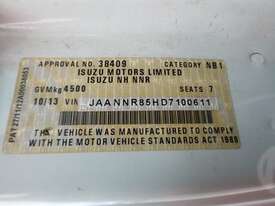 APPROVAL NO. 38409 CATEGORY NB1
ISUZU MOTORS LIMITED
ISUZU NH NNR
GVMkg 4500 SEATS 7
10/13 VIN JAANNR85HD7100611
THIS VEHICLE WAS MANUFACTURED TO COMPLY
WITH THE MOTOR VEHICLE STANDARDS ACT 1989